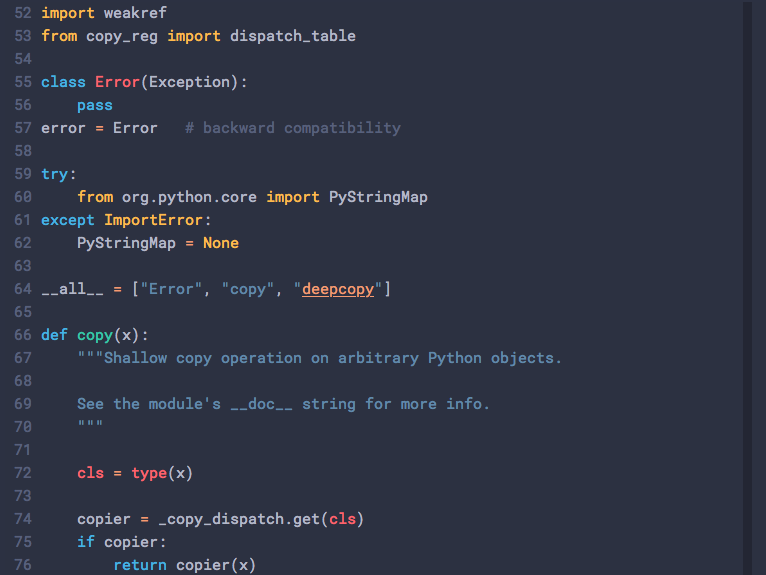 52 import weakref
53 from copy_reg import dispatch_table
54
55 class Error(Exception):
56     pass
57 error = Error   # backward compatibility
58
59 try:
60     from org.python.core import PyStringMap
61 except ImportError:
62     PyStringMap = None
63
64 __all__ = ["Error", "copy", "deepcopy"]
65
66 def copy(x):
67     """Shallow copy operation on arbitrary Python objects.
68
69     See the module's __doc__ string for more info.
70     """
71
72     cls = type(x)
73
74     copier = _copy_dispatch.get(cls)
75     if copier:
76         return copier(x)